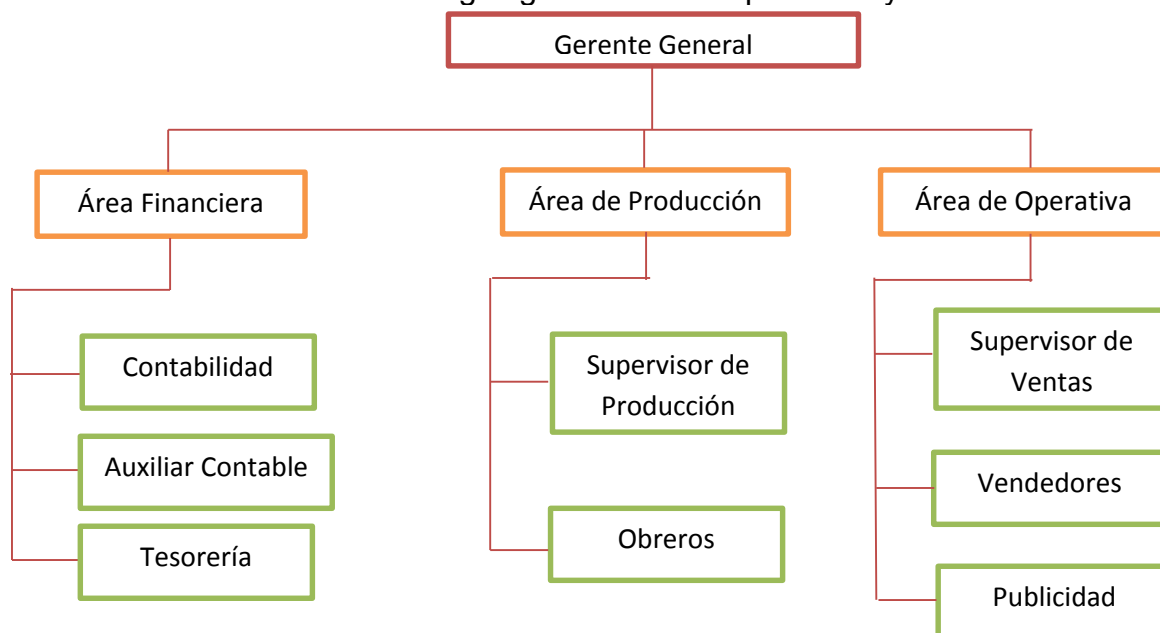 Gerente General
Área Financiera
Área de Producción
Área de Operativa
Contabilidad
Auxiliar Contable
Tesorería
Supervisor de
Producción
Obreros
Supervisor de
Ventas
Vendedores
Publicidad